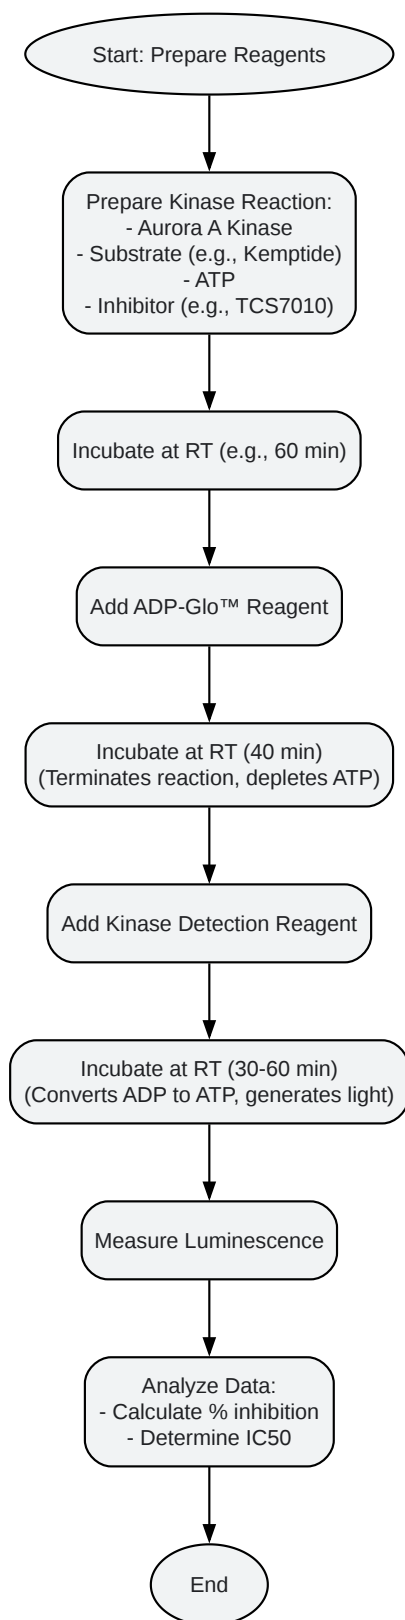 Start: Prepare Reagents
Prepare Kinase Reaction:
- Aurora A Kinase
- Substrate (e.g., Kemptide)
- ATP
- Inhibitor (e.g., TCS7010)
Incubate at RT (e.g., 60 min)
Add ADP-Glo™ Reagent
Incubate at RT (40 min)
(Terminates reaction, depletes ATP)
Add Kinase Detection Reagent
Incubate at RT (30-60 min)
(Converts ADP to ATP, generates light)
Measure Luminescence
Analyze Data:
- Calculate % inhibition
- Determine IC50
End